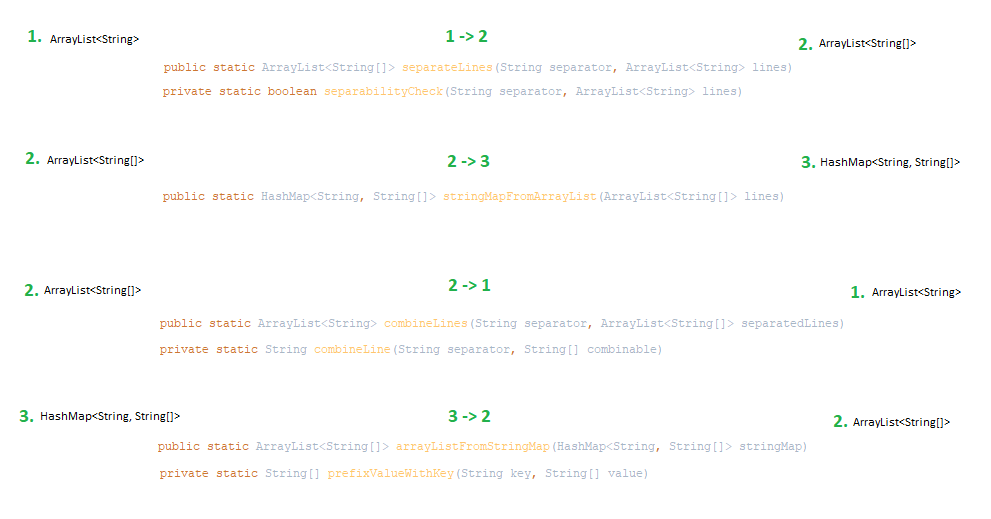 1. ArrayList<String> 1 -> 2 2. ArrayList<String[]>
public static ArrayList<String[]> separateLines(String separator, ArrayList<String> lines)
private static boolean separabilityCheck(String separator, ArrayList<String> lines)
2. ArrayList<String[]> 2 -> 3 3. HashMap<String, String[]>
public static HashMap<String, String[]> stringMapFromArrayList(ArrayList<String[]> lines)
2. ArrayList<String[]> 2 -> 1 1. ArrayList<String>
public static ArrayList<String> combineLines(String separator, ArrayList<String[]> separatedLines)
private static String combineLine(String separator, String[] combinable)
3. HashMap<String, String[]> 3 -> 2 2. ArrayList<String[]>
public static ArrayList<String[]> arrayListFromStringMap(HashMap<String, String[]> stringMap)
private static String[] prefixValueWithKey(String key, String[] value)